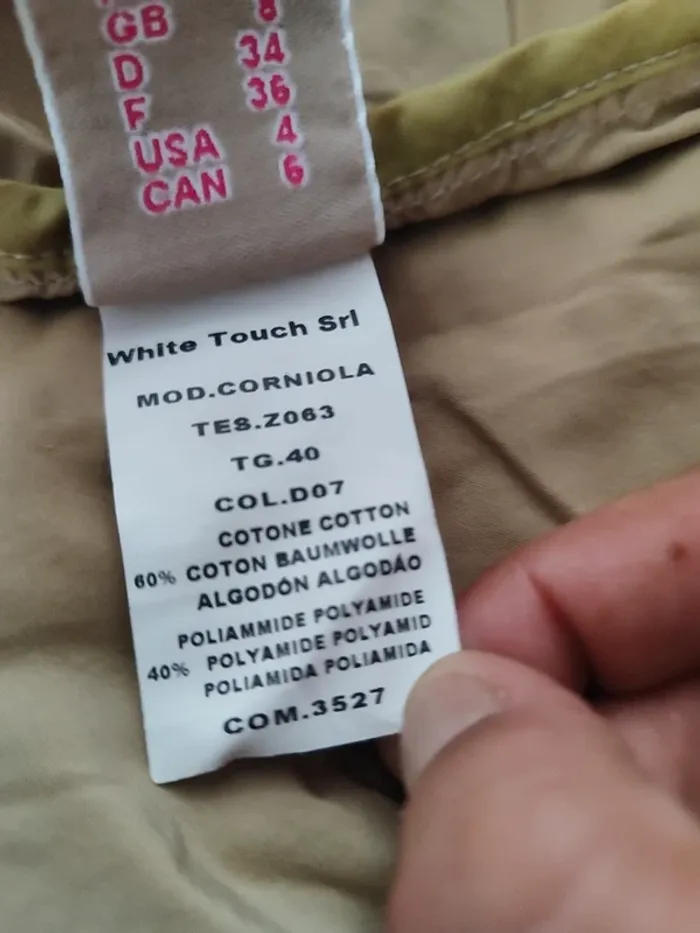 GB 8
D 34
F 36
USA 4
CAN 6
White Touch Srl
MOD.CORNIOLA
TES.Z063
TG.40
COL.D07
COTONE COTTON
60% COTON BAUMWOLLE
ALGODÓN ALGODÁO
POLIAMMIDE POLYAMIDE
40% POLYAMIDE POLYAMID
POLIAMIDA POLIAMIDA
COM.3527